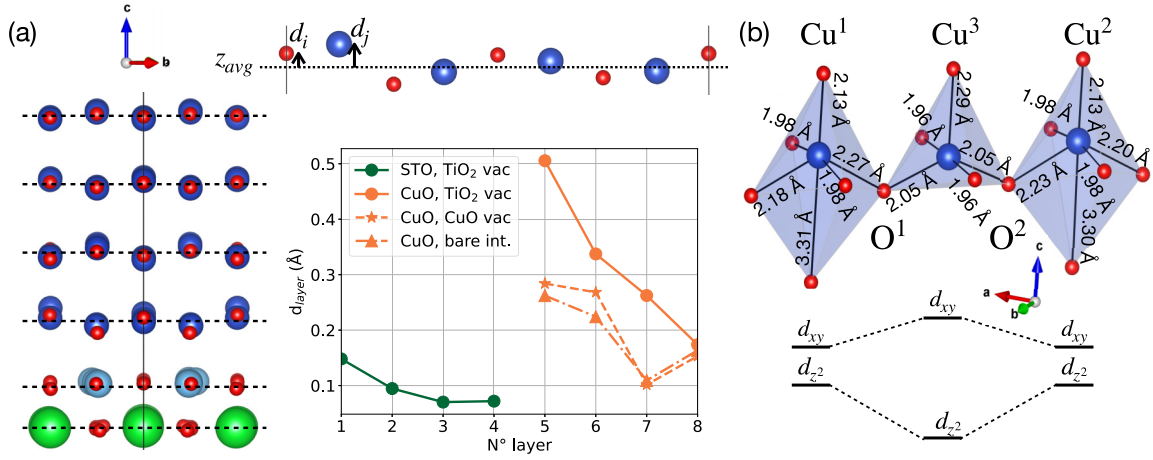 (a)
c
b
z_avg
d_i
d_j
d_layer (Å)
0.5
0.4
0.3
0.2
0.1
STO, TiO₂ vac
CuO, TiO₂ vac
CuO, CuO vac
CuO, bare int.
1 2 3 4 5 6 7 8
N° layer
(b)
Cu¹ Cu³ Cu²
2.13 Å
1.98 Å
2.27 Å
2.18 Å
1.98 Å
3.31 Å
2.29 Å
1.96 Å
2.05 Å
2.05 Å
1.96 Å
2.13 Å
1.98 Å
2.20 Å
2.23 Å
1.98 Å
3.30 Å
O¹ O²
c
a
b
d_xy
d_xy d_xy
d_z² d_z²
d_z²